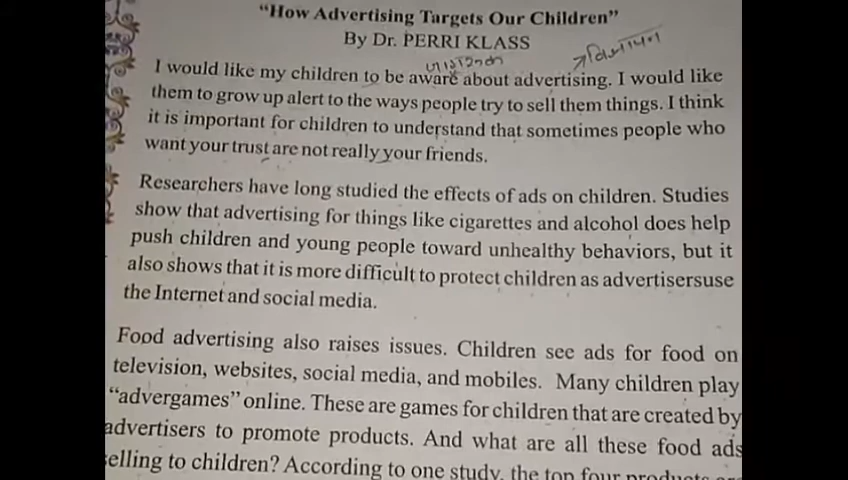 “How Advertising Targets Our Children”
By Dr. PERRI KLASS
I would like my children to be aware about advertising. I would like
them to grow up alert to the ways people try to sell them things. I think
it is important for children to understand that sometimes people who
want your trust are not really your friends.
Researchers have long studied the effects of ads on children. Studies
show that advertising for things like cigarettes and alcohol does help
push children and young people toward unhealthy behaviors, but it
also shows that it is more difficult to protect children as advertisersuse
the Internet and social media.
Food advertising also raises issues. Children see ads for food on
television, websites, social media, and mobiles. Many children play
“advergames” online. These are games for children that are created by
advertisers to promote products. And what are all these food ads
selling to children? According to one study, the top four products are